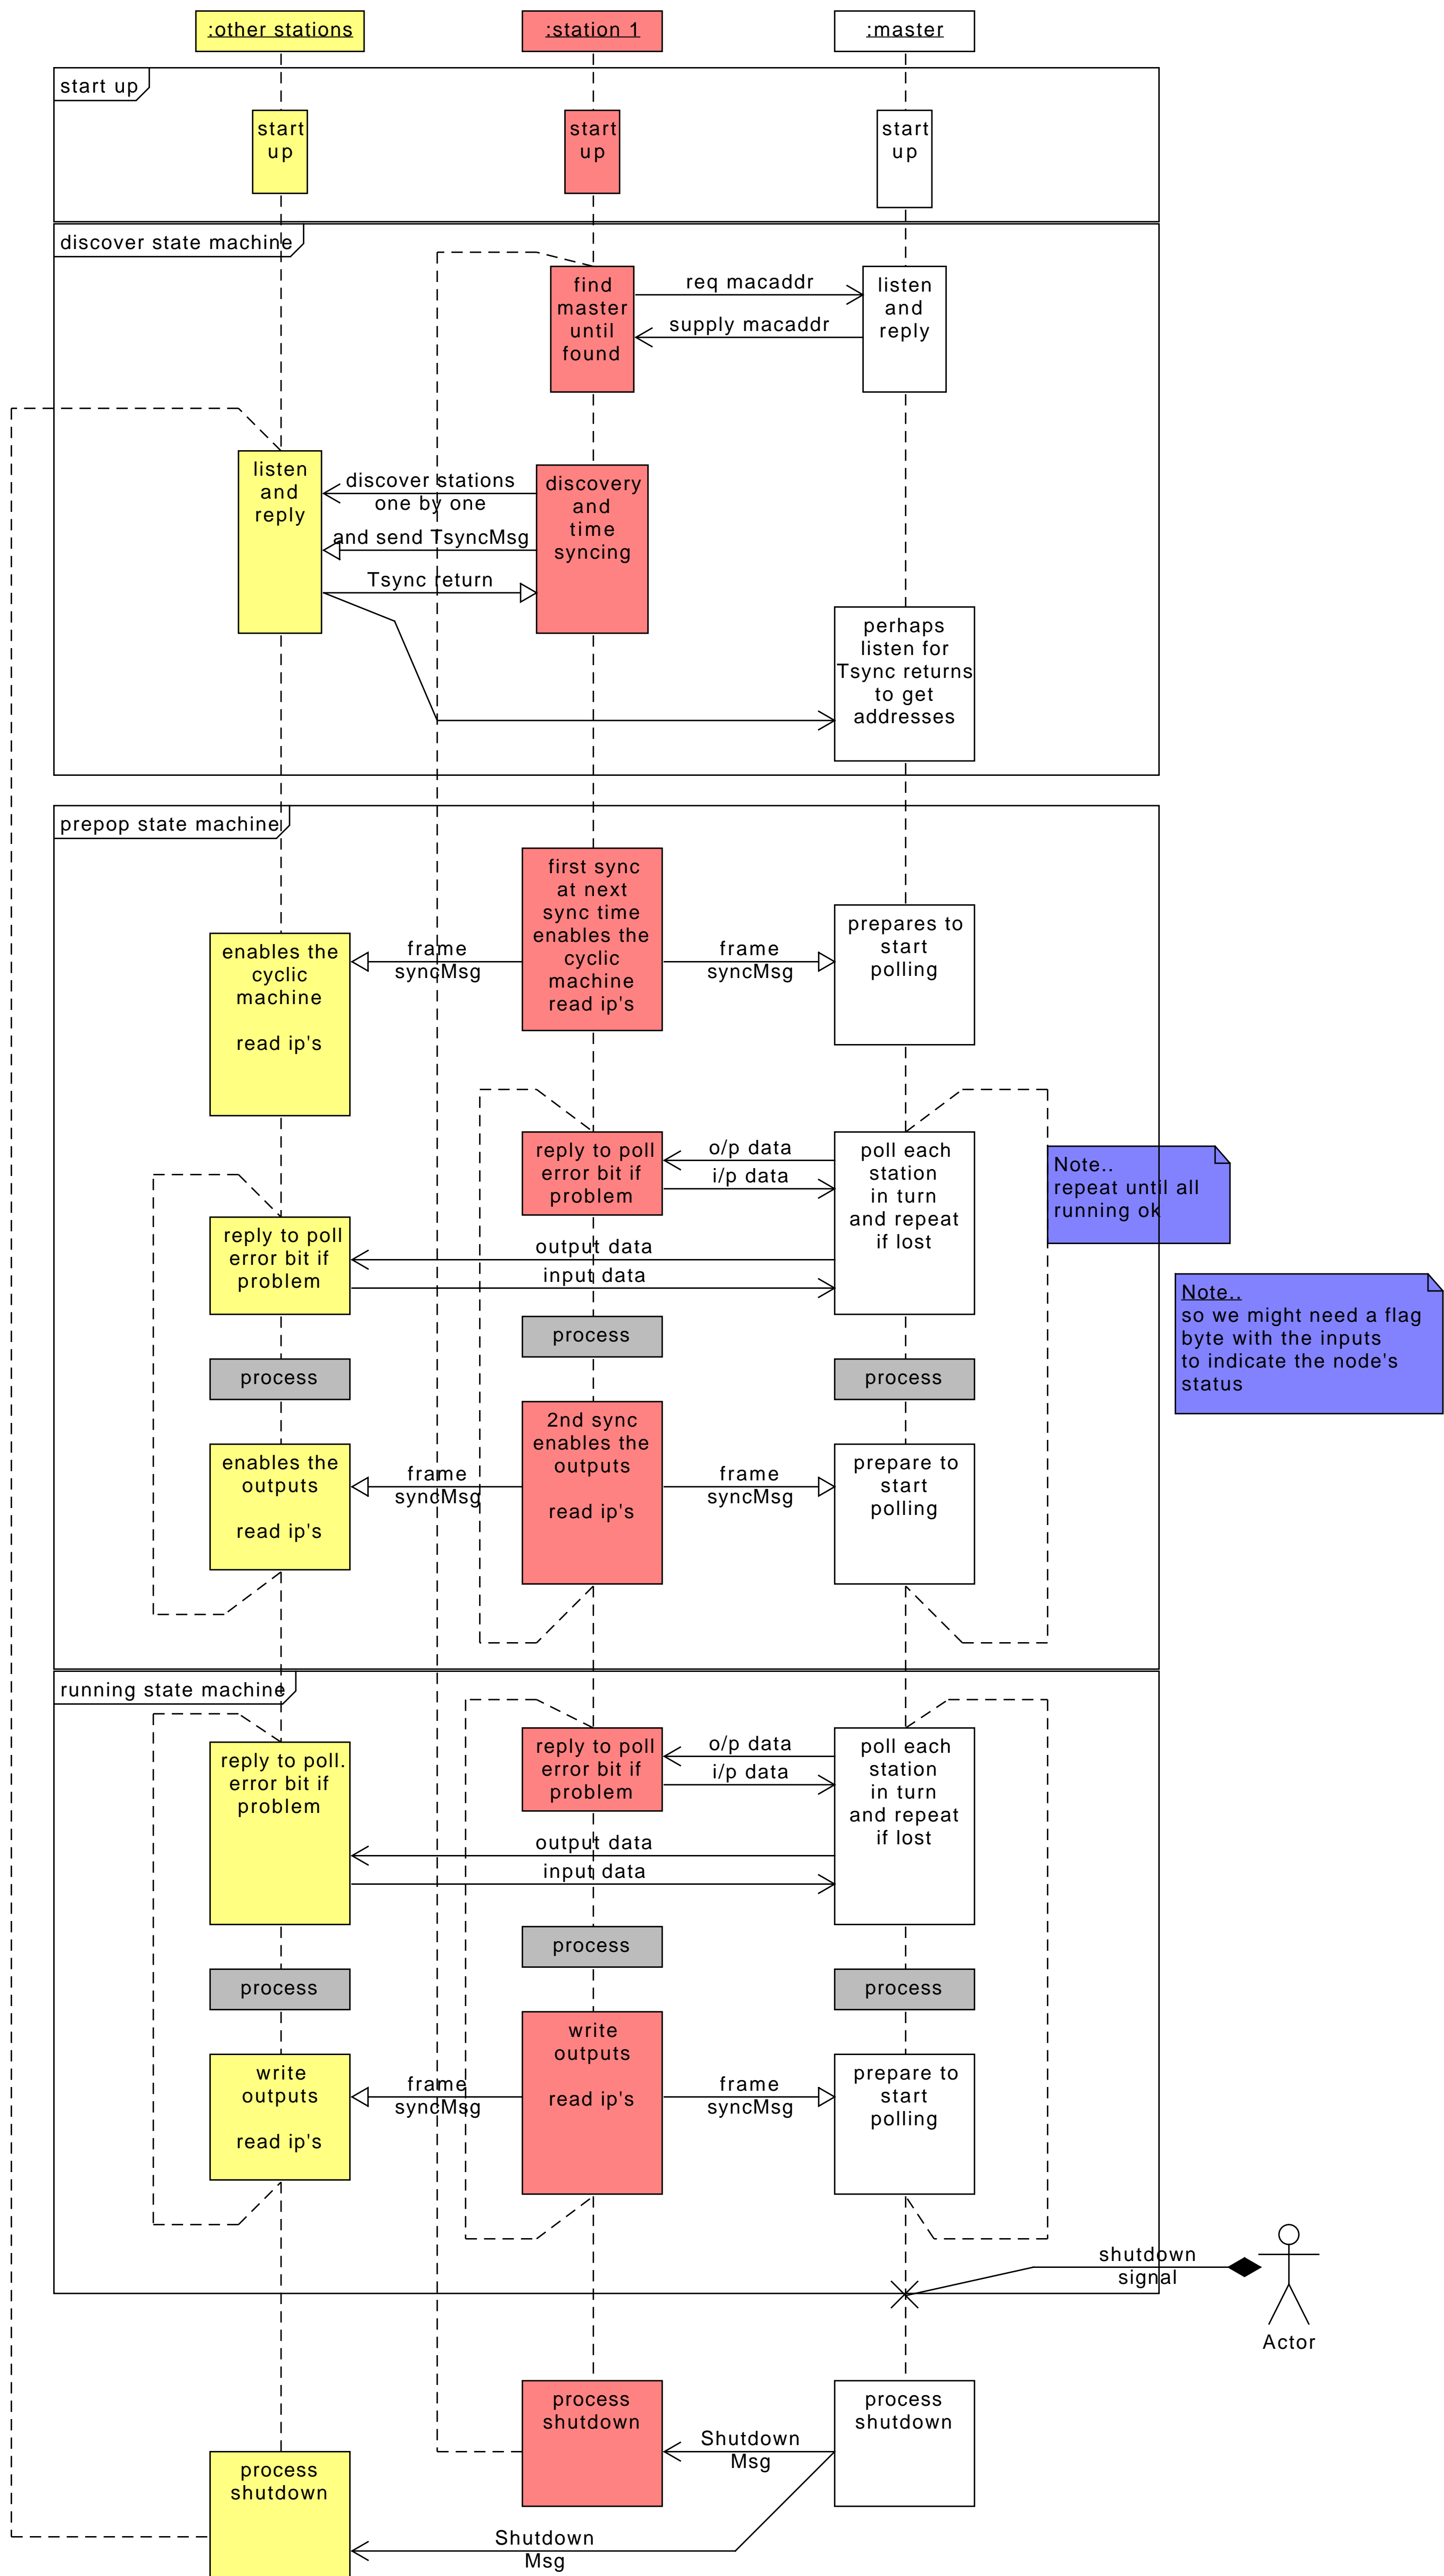 :other stations
:station 1
:master
start up
start
up
start
up
start
up
discover state machine
find
master
until
found
req macaddr
supply macaddr
listen
and
reply
listen
and
reply
discover stations
one by one
and send TsyncMsg
Tsync return
discovery
and
time
syncing
perhaps
listen for
Tsync returns
to get
addresses
prepop state machine
first sync
at next
sync time
enables the
cyclic
machine
read ip's
enables the
cyclic
machine
read ip's
frame
syncMsg
frame
syncMsg
prepares to
start
polling
reply to poll
error bit if
problem
o/p data
i/p data
poll each
station
in turn
and repeat
if lost
Note..
repeat until all
running ok
reply to poll
error bit if
problem
output data
input data
Note..
so we might need a flag
byte with the inputs
to indicate the node's
status
process
process
process
2nd sync
enables the
outputs
read ip's
enables the
outputs
read ip's
frame
syncMsg
frame
syncMsg
prepare to
start
polling
running state machine
reply to poll.
error bit if
problem
reply to poll
error bit if
problem
o/p data
i/p data
poll each
station
in turn
and repeat
if lost
output data
input data
process
process
process
write
outputs
read ip's
write
outputs
read ip's
frame
syncMsg
frame
syncMsg
prepare to
start
polling
shutdown
signal
Actor
process
shutdown
process
shutdown
Shutdown
Msg
process
shutdown
Shutdown
Msg